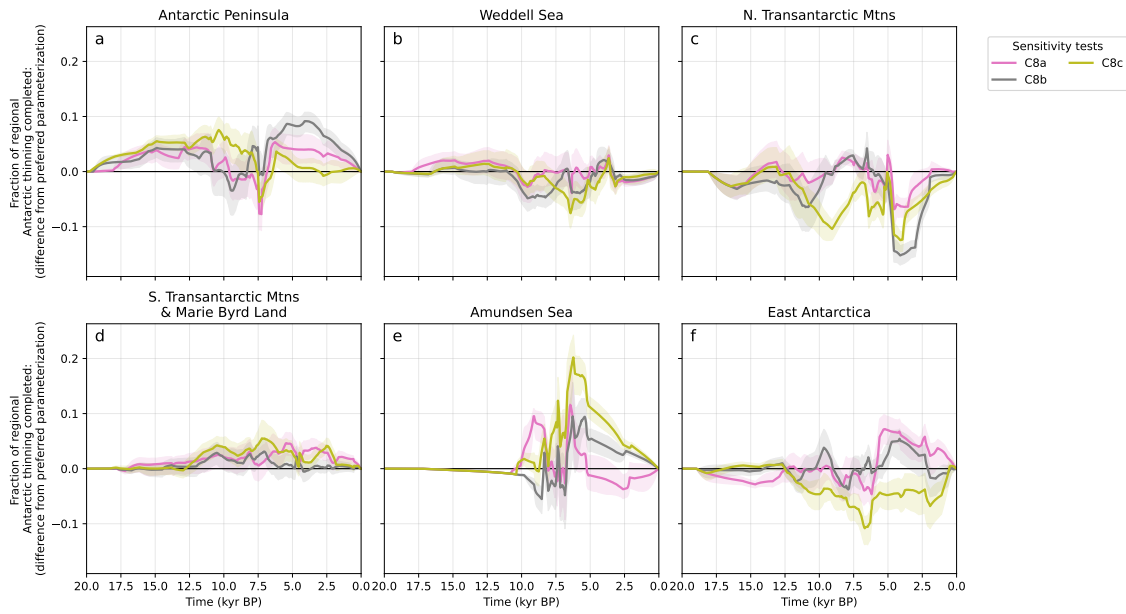 Antarctic Peninsula
Weddell Sea
N. Transantarctic Mtns
Sensitivity tests
C8a
C8b
C8c
a
b
c
0.2
0.1
0.0
−0.1
Fraction of regional
Antarctic thinning completed:
(difference from preferred parameterization)
S. Transantarctic Mtns
& Marie Byrd Land
Amundsen Sea
East Antarctica
d
e
f
0.2
0.1
0.0
−0.1
Fraction of regional
Antarctic thinning completed:
(difference from preferred parameterization)
20.0 17.5 15.0 12.5 10.0 7.5 5.0 2.5 0.0
20.0 17.5 15.0 12.5 10.0 7.5 5.0 2.5 0.0
20.0 17.5 15.0 12.5 10.0 7.5 5.0 2.5 0.0
Time (kyr BP)
Time (kyr BP)
Time (kyr BP)